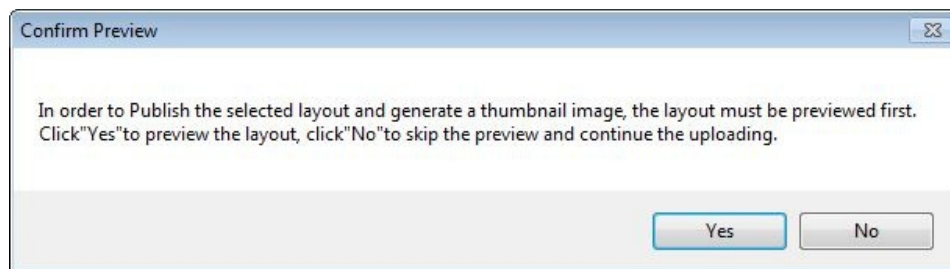 Confirm Preview
In order to Publish the selected layout and generate a thumbnail image, the layout must be previewed first.
Click"Yes"to preview the layout, click"No"to skip the preview and continue the uploading.
Yes No